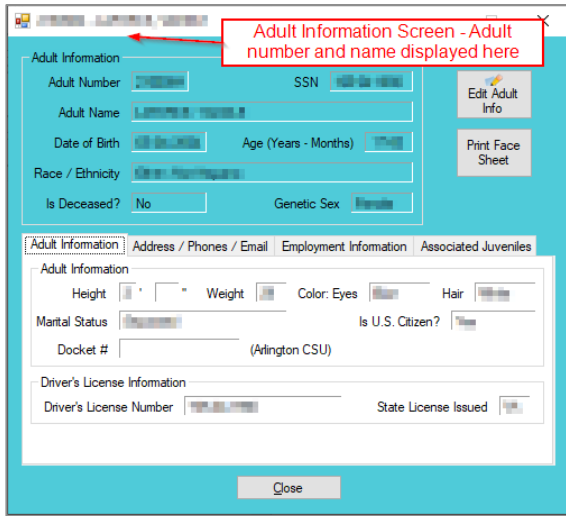 Adult Information Screen - Adult
number and name displayed here
Adult Information
Adult Number SSN
Edit Adult
Info
Adult Name
Date of Birth Age (Years - Months)
Print Face
Sheet
Race / Ethnicity
Is Deceased? No Genetic Sex
Adult Information Address / Phones / Email Employment Information Associated Juveniles
Adult Information
Height ' " Weight Color: Eyes Hair
Marital Status Is U.S. Citizen?
Docket # (Arlington CSU)
Driver's License Information
Driver's License Number State License Issued
Close